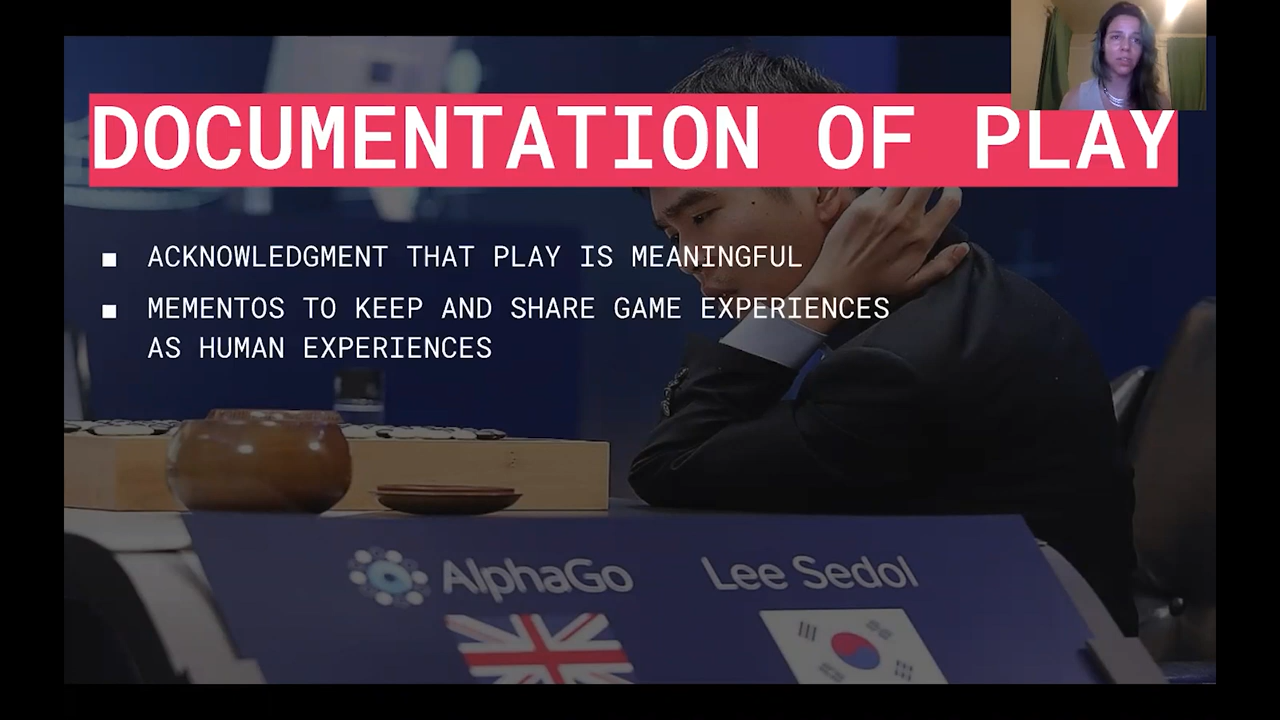 DOCUMENTATION OF PLAY
▪ ACKNOWLEDGMENT THAT PLAY IS MEANINGFUL
▪ MEMENTOS TO KEEP AND SHARE GAME EXPERIENCES
AS HUMAN EXPERIENCES
AlphaGo Lee Sedol